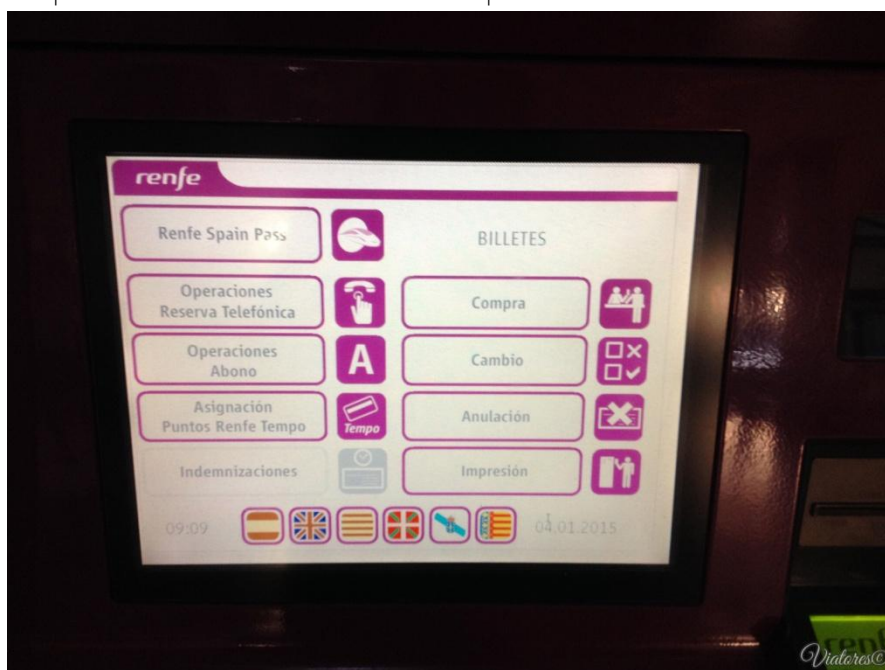 renfe
Renfe Spain Pass
Operaciones
Reserva Telefónica
Operaciones
Abono
A
Asignación
Puntos Renfe Tempo
Tempo
Indemnizaciones
BILLETES
Compra
Cambio
Anulación
Impresión
09:09
04.01.2015
renf
Viatores©